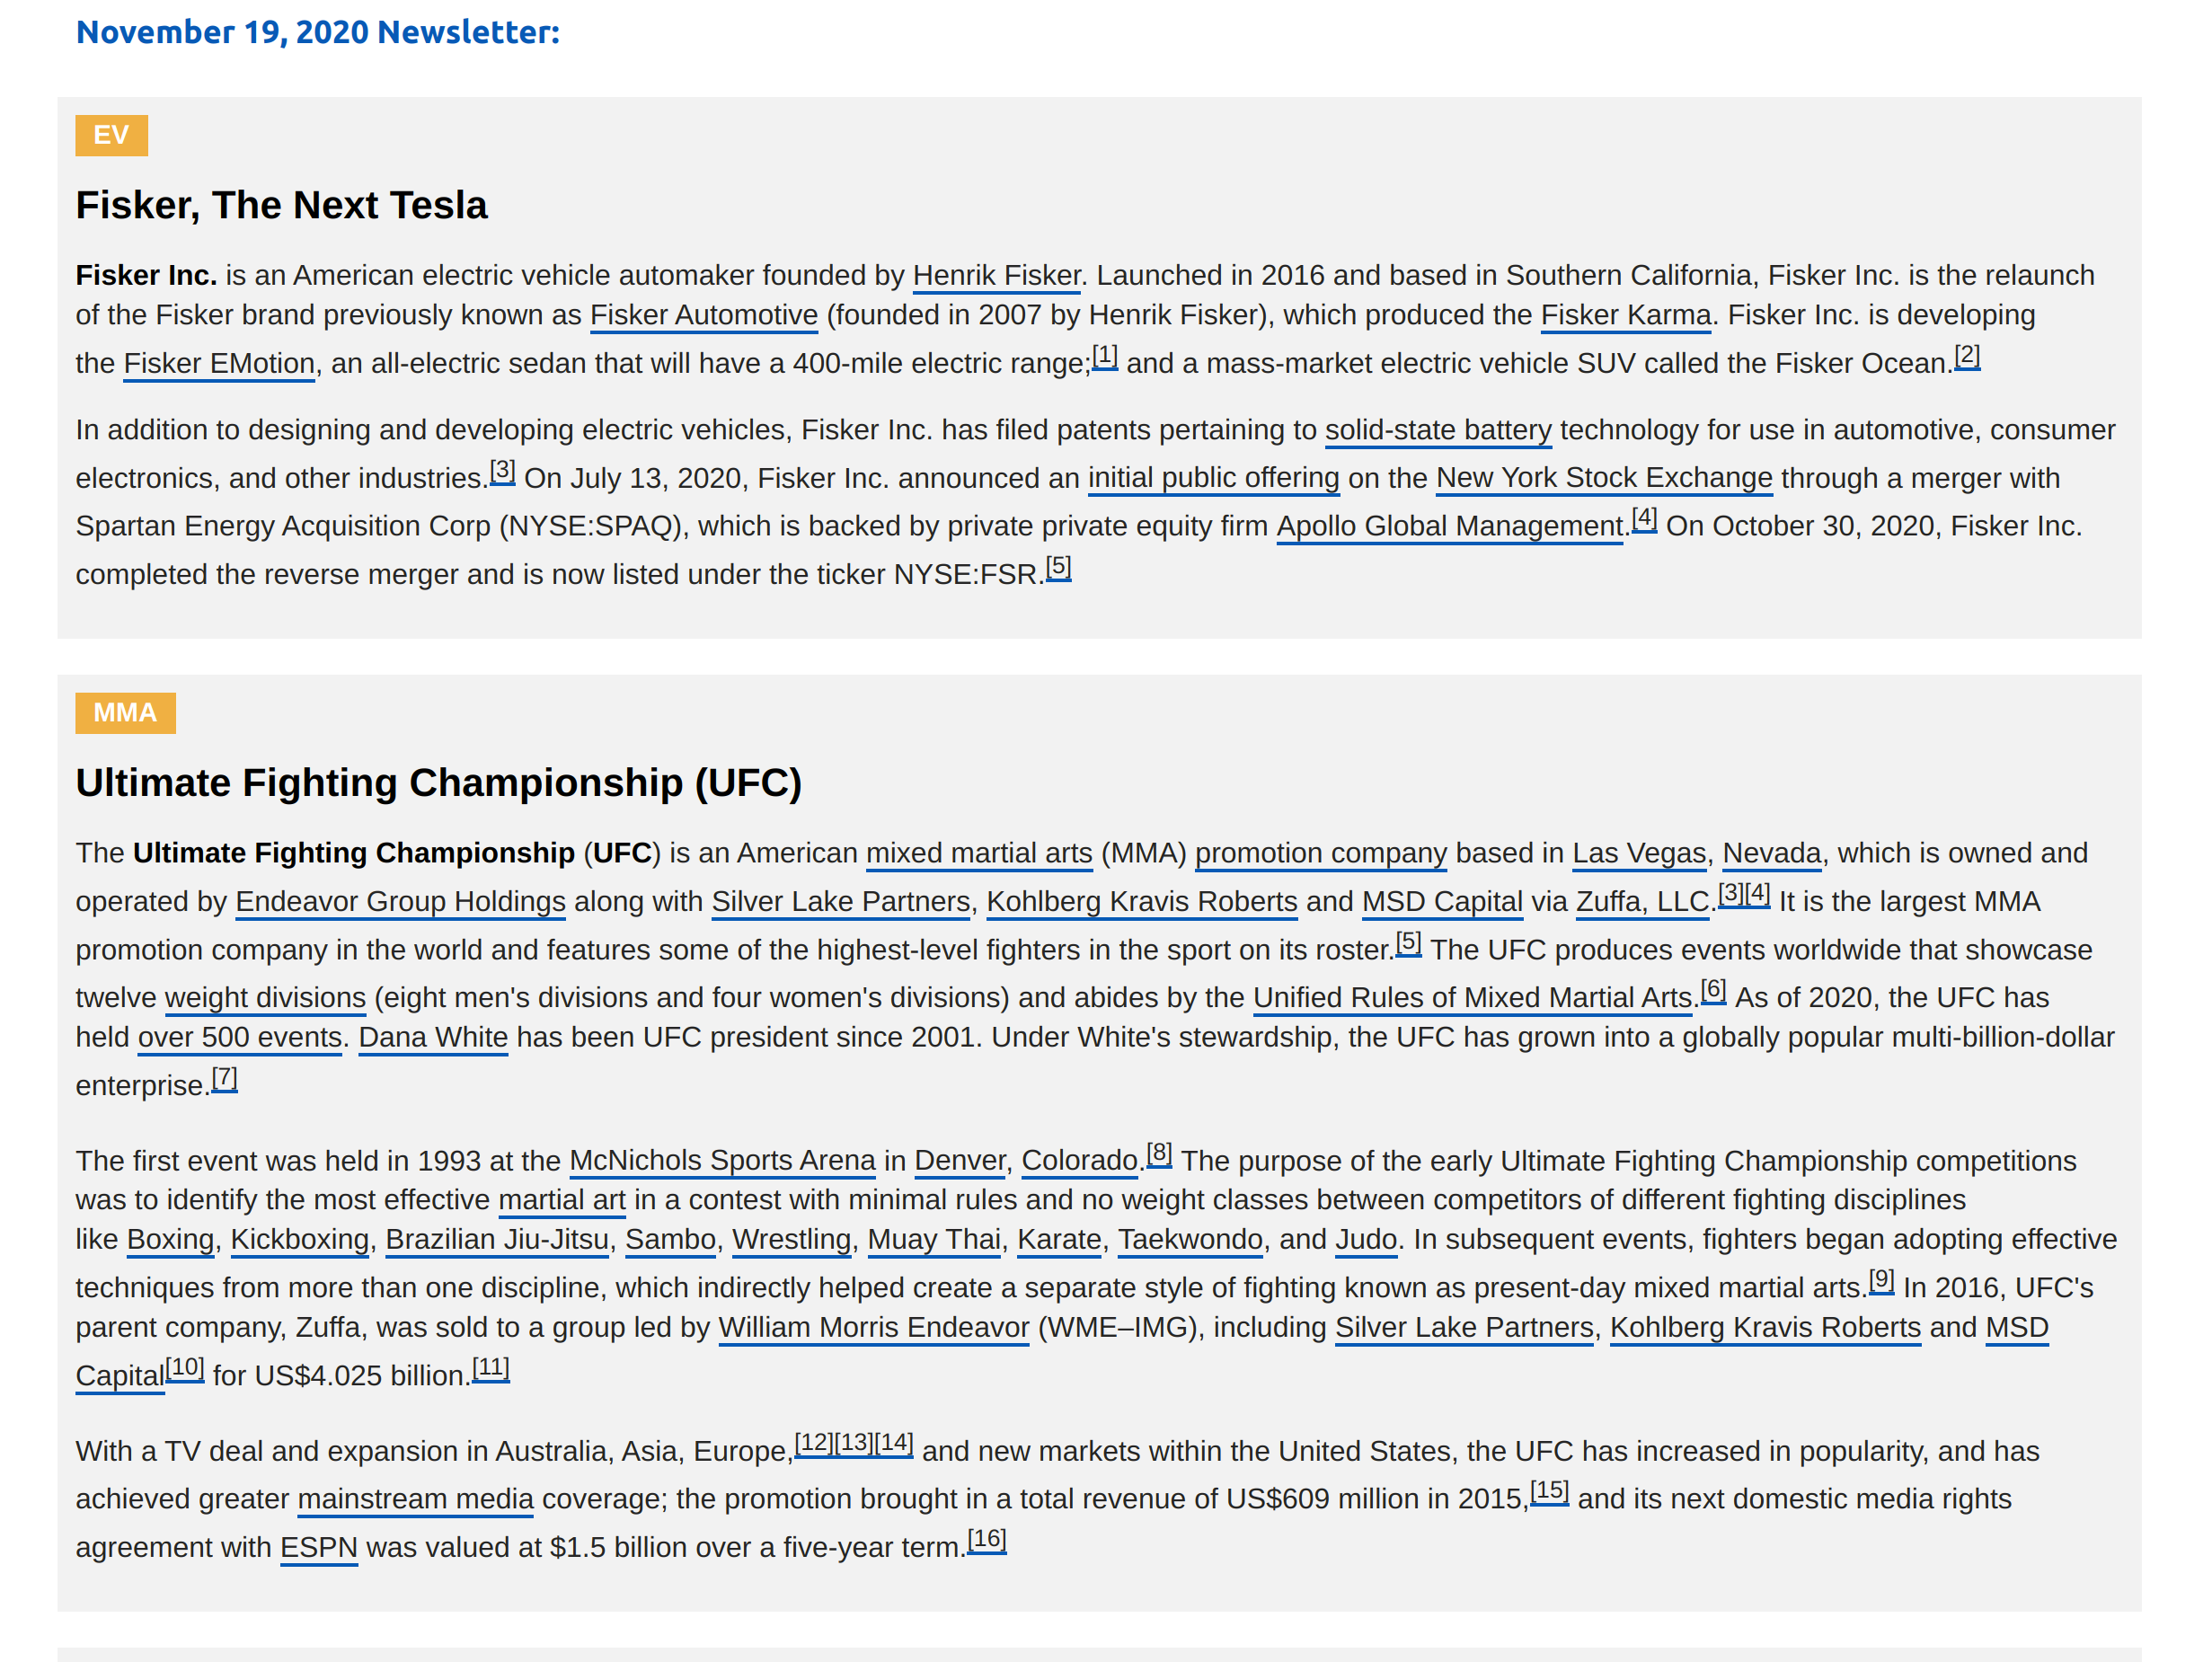 November 19, 2020 Newsletter:
EV
Fisker, The Next Tesla
Fisker Inc. is an American electric vehicle automaker founded by Henrik Fisker. Launched in 2016 and based in Southern California, Fisker Inc. is the relaunch
of the Fisker brand previously known as Fisker Automotive (founded in 2007 by Henrik Fisker), which produced the Fisker Karma. Fisker Inc. is developing
the Fisker EMotion, an all-electric sedan that will have a 400-mile electric range;[1] and a mass-market electric vehicle SUV called the Fisker Ocean.[2]
In addition to designing and developing electric vehicles, Fisker Inc. has filed patents pertaining to solid-state battery technology for use in automotive, consumer
electronics, and other industries.[3] On July 13, 2020, Fisker Inc. announced an initial public offering on the New York Stock Exchange through a merger with
Spartan Energy Acquisition Corp (NYSE:SPAQ), which is backed by private private equity firm Apollo Global Management.[4] On October 30, 2020, Fisker Inc.
completed the reverse merger and is now listed under the ticker NYSE:FSR.[5]
MMA
Ultimate Fighting Championship (UFC)
The Ultimate Fighting Championship (UFC) is an American mixed martial arts (MMA) promotion company based in Las Vegas, Nevada, which is owned and
operated by Endeavor Group Holdings along with Silver Lake Partners, Kohlberg Kravis Roberts and MSD Capital via Zuffa, LLC.[3][4] It is the largest MMA
promotion company in the world and features some of the highest-level fighters in the sport on its roster.[5] The UFC produces events worldwide that showcase
twelve weight divisions (eight men's divisions and four women's divisions) and abides by the Unified Rules of Mixed Martial Arts.[6] As of 2020, the UFC has
held over 500 events. Dana White has been UFC president since 2001. Under White's stewardship, the UFC has grown into a globally popular multi-billion-dollar
enterprise.[7]
The first event was held in 1993 at the McNichols Sports Arena in Denver, Colorado.[8] The purpose of the early Ultimate Fighting Championship competitions
was to identify the most effective martial art in a contest with minimal rules and no weight classes between competitors of different fighting disciplines
like Boxing, Kickboxing, Brazilian Jiu-Jitsu, Sambo, Wrestling, Muay Thai, Karate, Taekwondo, and Judo. In subsequent events, fighters began adopting effective
techniques from more than one discipline, which indirectly helped create a separate style of fighting known as present-day mixed martial arts.[9] In 2016, UFC's
parent company, Zuffa, was sold to a group led by William Morris Endeavor (WME–IMG), including Silver Lake Partners, Kohlberg Kravis Roberts and MSD
Capital[10] for US$4.025 billion.[11]
With a TV deal and expansion in Australia, Asia, Europe,[12][13][14] and new markets within the United States, the UFC has increased in popularity, and has
achieved greater mainstream media coverage; the promotion brought in a total revenue of US$609 million in 2015,[15] and its next domestic media rights
agreement with ESPN was valued at $1.5 billion over a five-year term.[16]